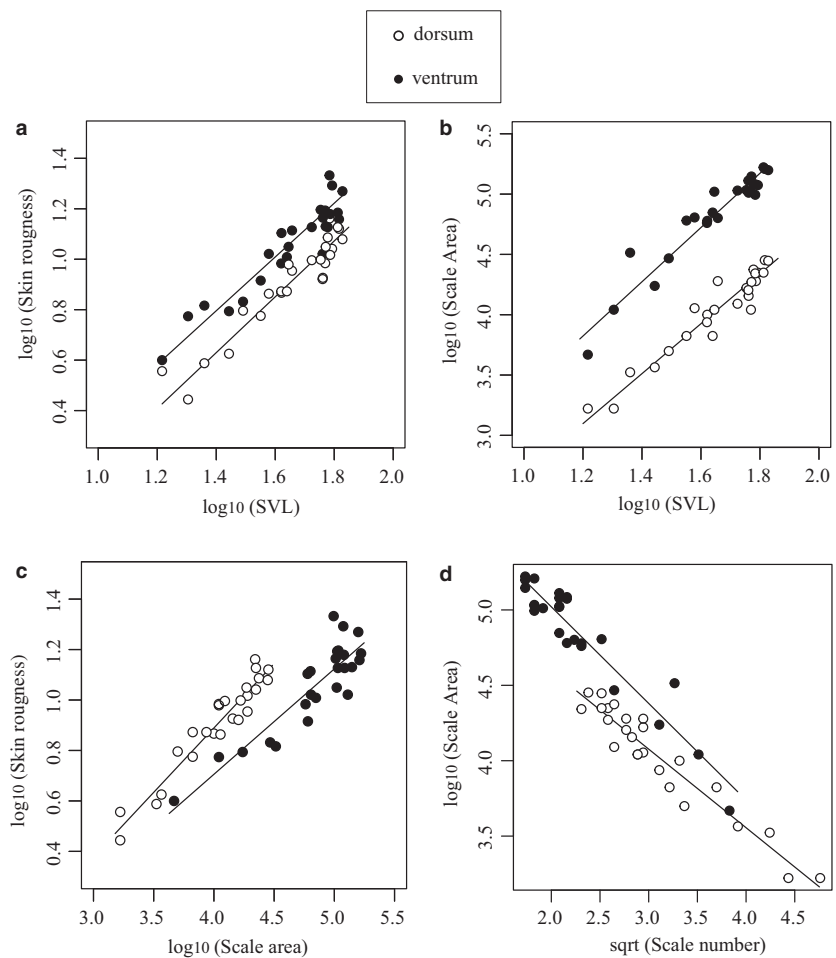 dorsum
ventrum
a
log10 (Skin rougness)
0.4 0.6 0.8 1.0 1.2 1.4
1.0 1.2 1.4 1.6 1.8 2.0
log10 (SVL)
b
log10 (Scale Area)
3.0 3.5 4.0 4.5 5.0 5.5
1.0 1.2 1.4 1.6 1.8 2.0
log10 (SVL)
c
log10 (Skin rougness)
0.4 0.6 0.8 1.0 1.2 1.4
3.0 3.5 4.0 4.5 5.0 5.5
log10 (Scale area)
d
log10 (Scale Area)
3.5 4.0 4.5 5.0
2.0 2.5 3.0 3.5 4.0 4.5
sqrt (Scale number)